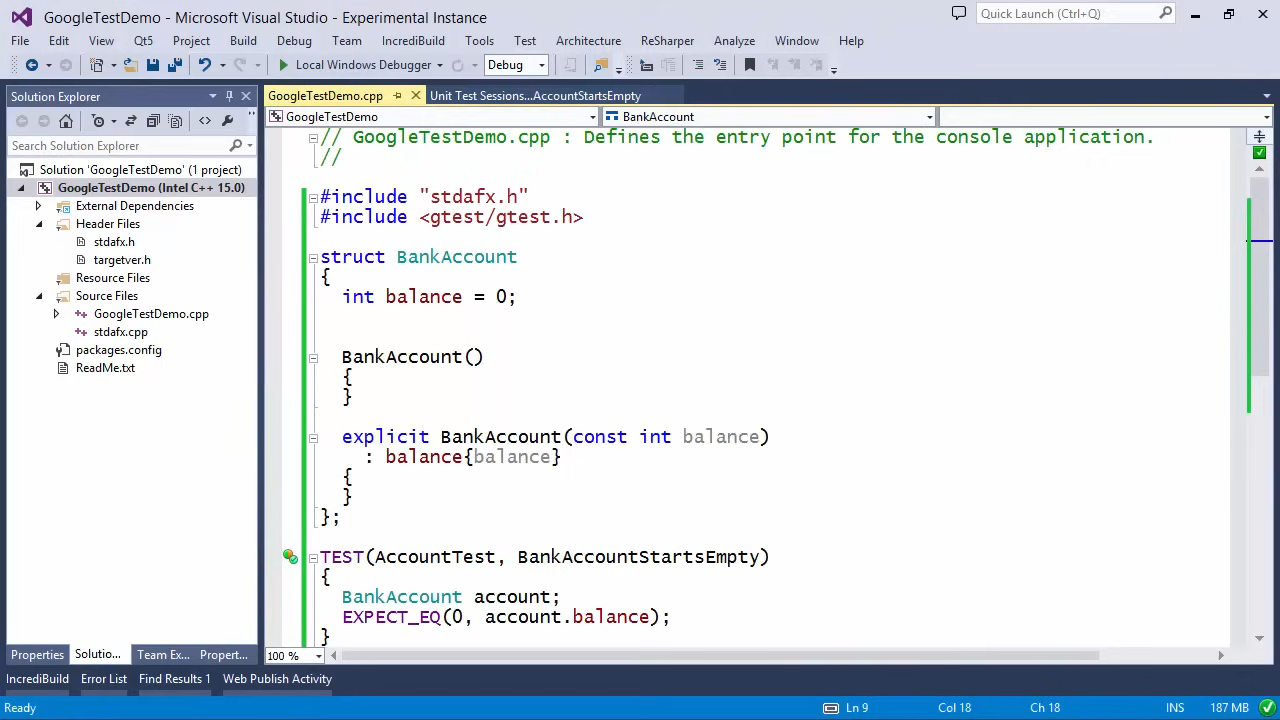 GoogleTestDemo - Microsoft Visual Studio - Experimental Instance
Quick Launch (Ctrl+Q)
File Edit View Qt5 Project Build Debug Team IncrediBuild Tools Test Architecture ReSharper Analyze Window Help
Local Windows Debugger Debug
Solution Explorer
GoogleTestDemo.cpp Unit Test Sessions...AccountStartsEmpty
GoogleTestDemo BankAccount
Search Solution Explorer
Solution 'GoogleTestDemo' (1 project)
GoogleTestDemo (Intel C++ 15.0)
External Dependencies
Header Files
stdafx.h
targetver.h
Resource Files
Source Files
GoogleTestDemo.cpp
stdafx.cpp
packages.config
ReadMe.txt
// GoogleTestDemo.cpp : Defines the entry point for the console application.
//
#include "stdafx.h"
#include <gtest/gtest.h>
struct BankAccount
{
int balance = 0;
BankAccount()
{
}
explicit BankAccount(const int balance)
: balance{balance}
{
}
};
TEST(AccountTest, BankAccountStartsEmpty)
{
BankAccount account;
EXPECT_EQ(0, account.balance);
}
Properties Solutio... Team Ex... Propert...
100 %
IncrediBuild Error List Find Results 1 Web Publish Activity
Ready Ln 9 Col 18 Ch 18 INS 187 MB